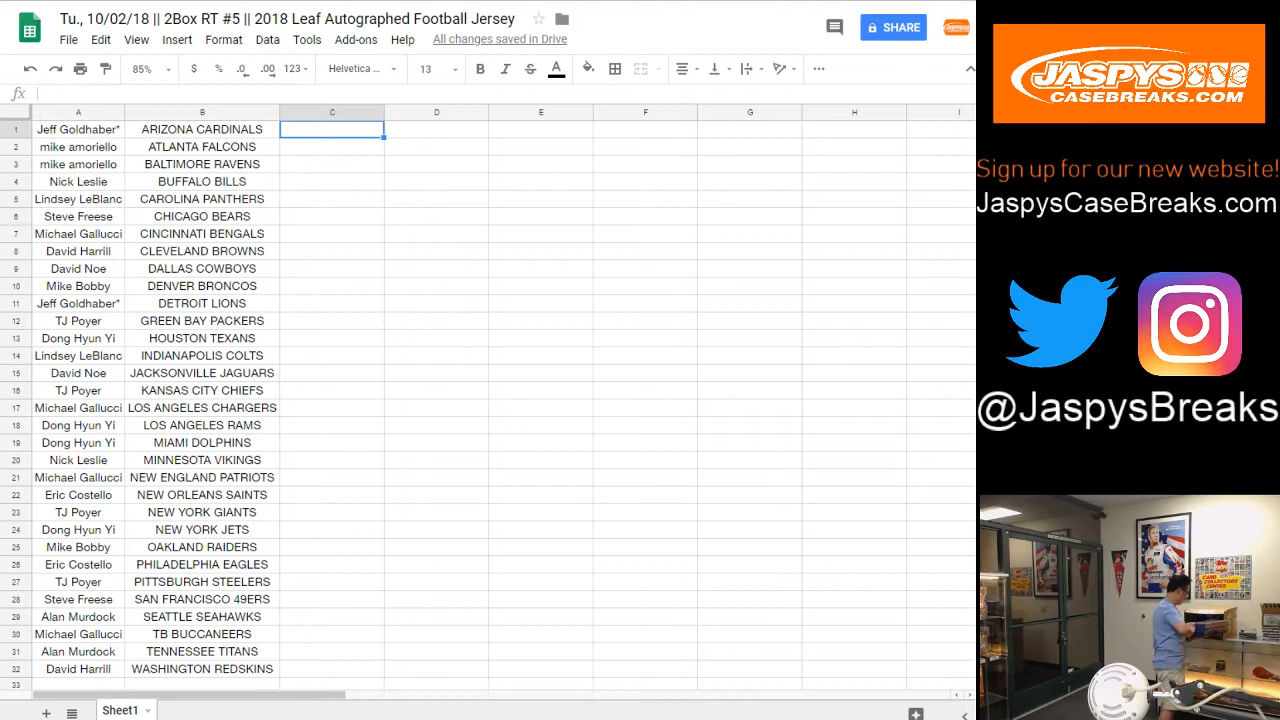 Tu., 10/02/18 || 2Box RT #5 || 2018 Leaf Autographed Football Jersey
File Edit View Insert Format Data Tools Add-ons Help All changes saved in Drive
SHARE
85% $ % .0 .00 123 Helvetica ... 13 B I S A
fx
A B C D E F G H I
1 Jeff Goldhaber* ARIZONA CARDINALS
2 mike amoriello ATLANTA FALCONS
3 mike amoriello BALTIMORE RAVENS
4 Nick Leslie BUFFALO BILLS
5 Lindsey LeBlanc CAROLINA PANTHERS
6 Steve Freese CHICAGO BEARS
7 Michael Gallucci CINCINNATI BENGALS
8 David Harrill CLEVELAND BROWNS
9 David Noe DALLAS COWBOYS
10 Mike Bobby DENVER BRONCOS
11 Jeff Goldhaber* DETROIT LIONS
12 TJ Poyer GREEN BAY PACKERS
13 Dong Hyun Yi HOUSTON TEXANS
14 Lindsey LeBlanc INDIANAPOLIS COLTS
15 David Noe JACKSONVILLE JAGUARS
16 TJ Poyer KANSAS CITY CHIEFS
17 Michael Gallucci LOS ANGELES CHARGERS
18 Dong Hyun Yi LOS ANGELES RAMS
19 Dong Hyun Yi MIAMI DOLPHINS
20 Nick Leslie MINNESOTA VIKINGS
21 Michael Gallucci NEW ENGLAND PATRIOTS
22 Eric Costello NEW ORLEANS SAINTS
23 TJ Poyer NEW YORK GIANTS
24 Dong Hyun Yi NEW YORK JETS
25 Mike Bobby OAKLAND RAIDERS
26 Eric Costello PHILADELPHIA EAGLES
27 TJ Poyer PITTSBURGH STEELERS
28 Steve Freese SAN FRANCISCO 49ERS
29 Alan Murdock SEATTLE SEAHAWKS
30 Michael Gallucci TB BUCCANEERS
31 Alan Murdock TENNESSEE TITANS
32 David Harrill WASHINGTON REDSKINS
33
Sheet1
JASPYS
CASEBREAKS.COM
Sign up for our new website!
JaspysCaseBreaks.com
@JaspysBreaks
topps
CARD
COLLECTORS
CENTER